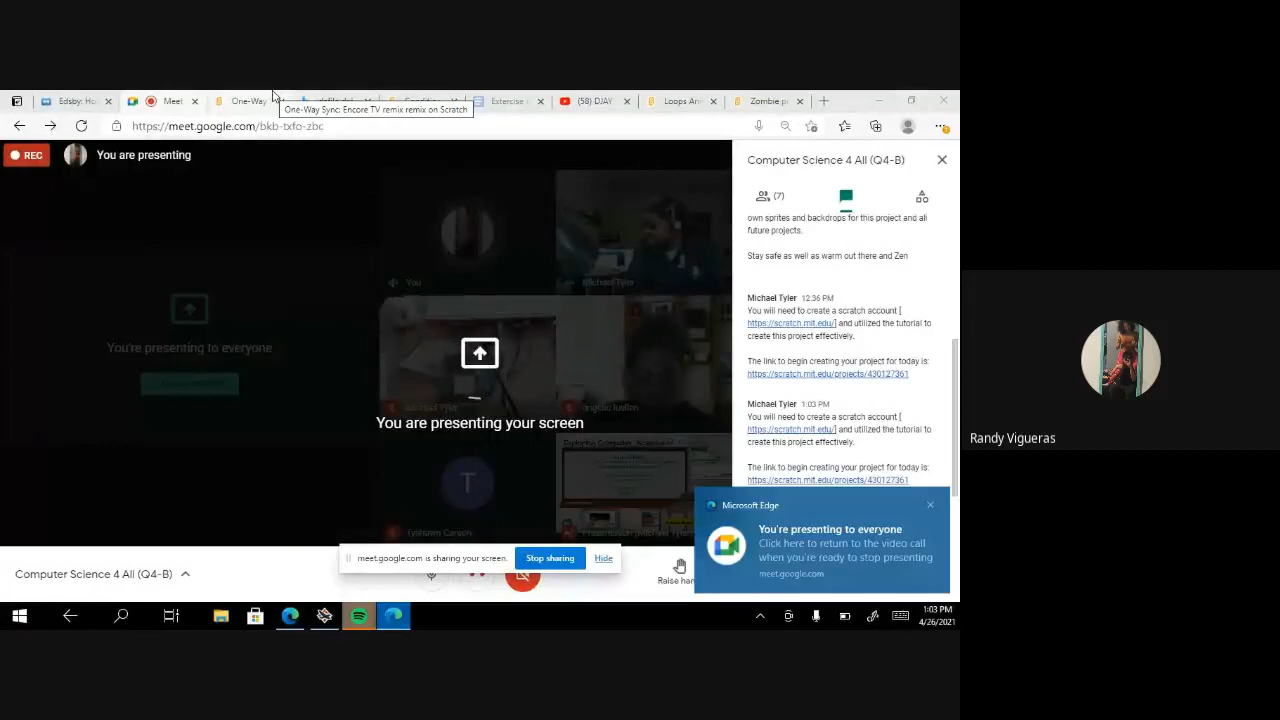 Edsby: Ho
Meet
One-Way
Exercise
(58) DJAY
Loops An
Zombie.p
One-Way Sync: Encore TV remix remix on Scratch
https://meet.google.com/bkb-txfo-zbc
REC
You are presenting
Computer Science 4 All (Q4-B)
(7)
own sprites and backdrops for this project and all
future projects.
Stay safe as well as warm out there and Zen
Michael Tyler 12:36 PM
You will need to create a scratch account [
https://scratch.mit.edu/] and utilized the tutorial to
create this project effectively.
The link to begin creating your project for today is:
https://scratch.mit.edu/projects/430127361
Michael Tyler 1:03 PM
You will need to create a scratch account [
https://scratch.mit.edu/] and utilized the tutorial to
create this project effectively.
The link to begin creating your project for today is:
https://scratch.mit.edu/projects/430127361
You
Michael Tyler
You're presenting to everyone
Michael Tyler
You are presenting your screen
T
Microsoft Edge
You're presenting to everyone
Click here to return to the video call
when you're ready to stop presenting
meet.google.com
meet.google.com is sharing your screen.
Stop sharing
Hide
Computer Science 4 All (Q4-B)
Raise han
1:03 PM
4/26/2021
Randy Vigueras